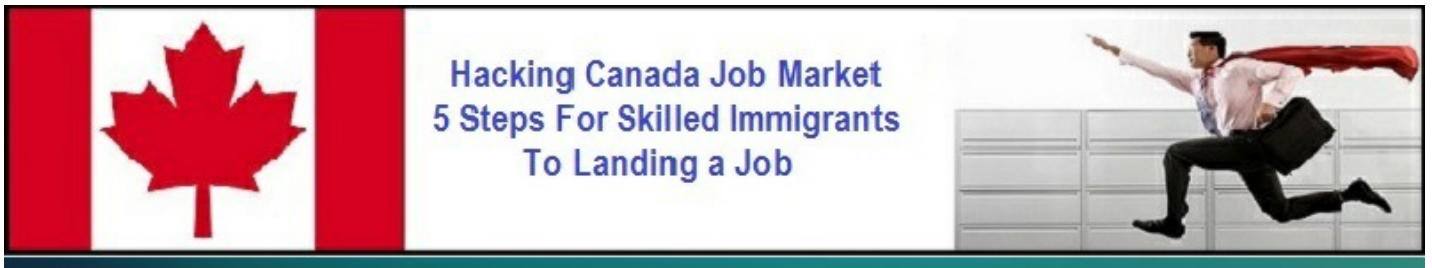 Hacking Canada Job Market
5 Steps For Skilled Immigrants
To Landing a Job